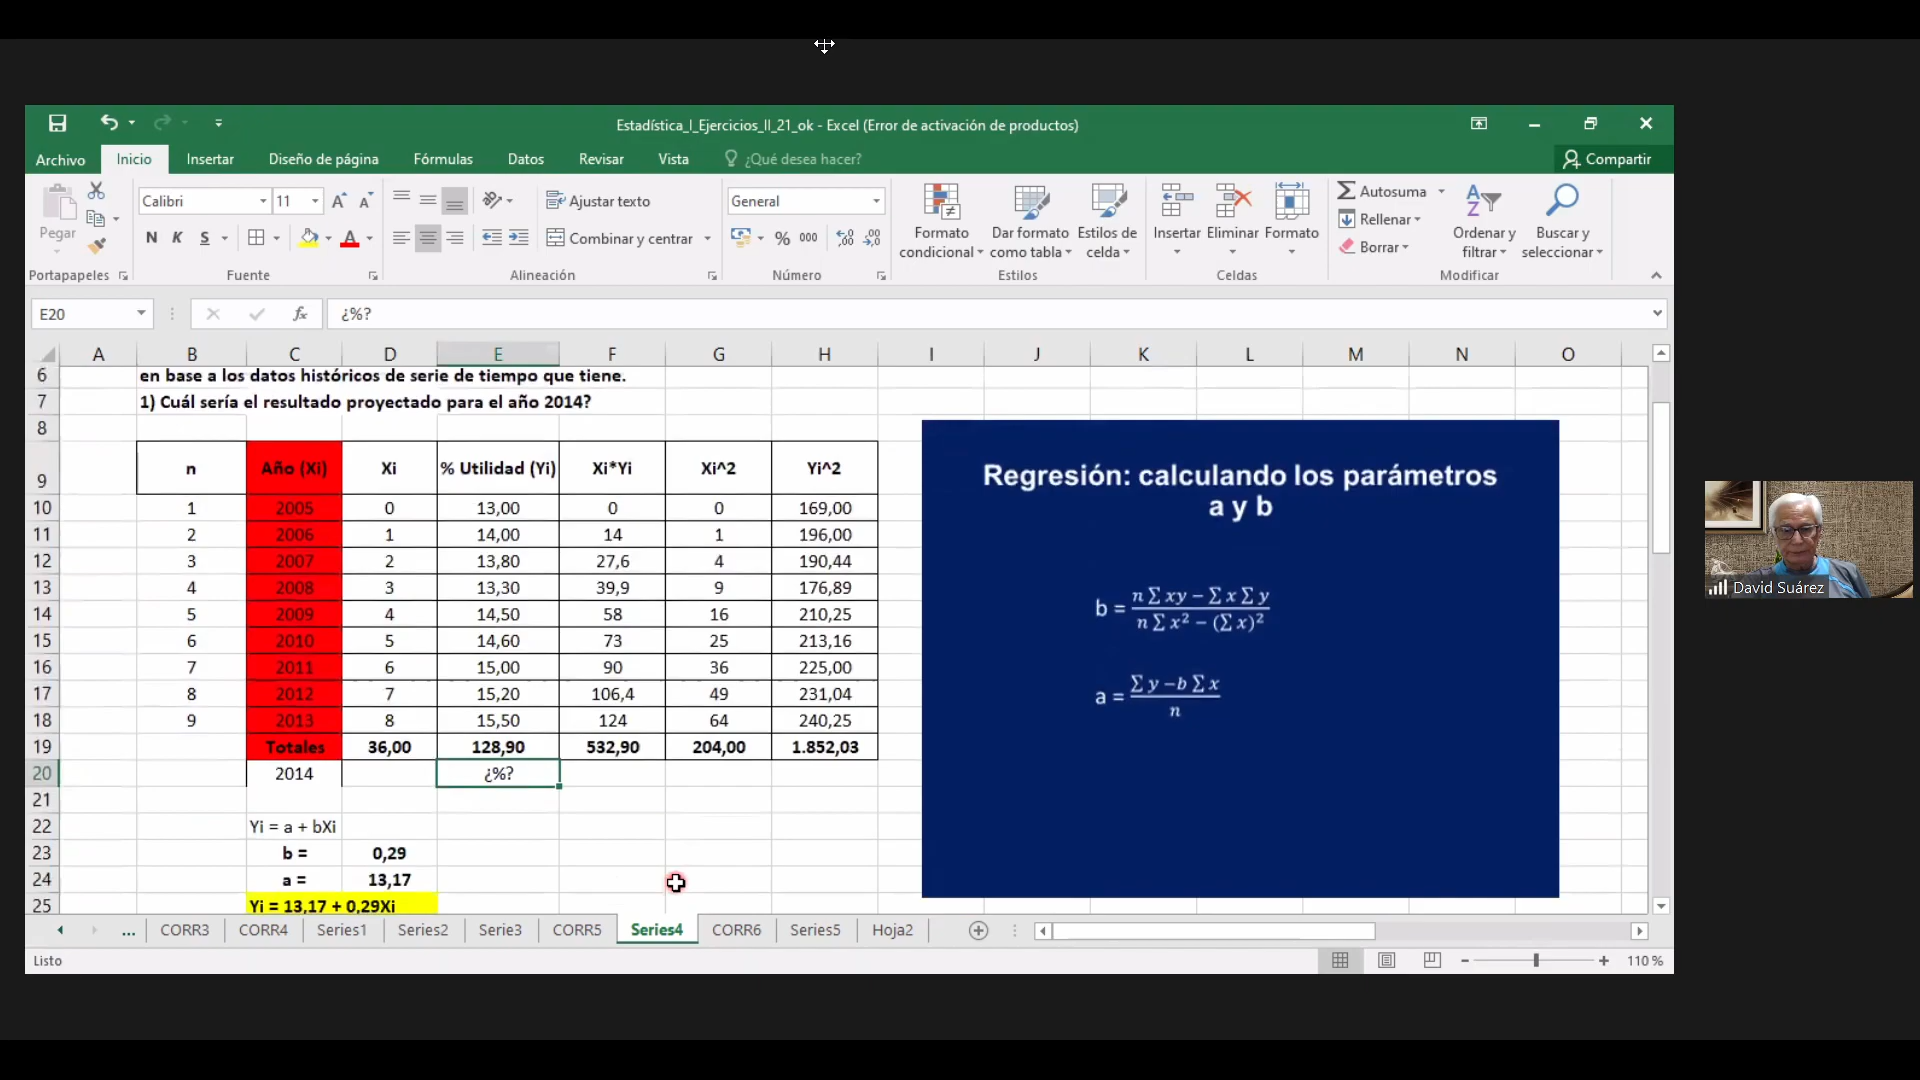 Estadística_I_Ejercicios_II_21_ok - Excel (Error de activación de productos)
Archivo Inicio Insertar Diseño de página Fórmulas Datos Revisar Vista ¿Qué desea hacer? Compartir
Pegar
Calibri 11
N K S
Ajustar texto
Combinar y centrar
General
% 000
Formato condicional
Dar formato como tabla
Estilos de celda
Insertar Eliminar Formato
Autosuma
Rellenar
Borrar
Ordenar y filtrar
Buscar y seleccionar
Portapapeles Fuente Alineación Número Estilos Celdas Modificar
E20 fx ¿%?
A B C D E F G H I J K L M N O
6 en base a los datos históricos de serie de tiempo que tiene.
7 1) Cuál sería el resultado proyectado para el año 2014?
8
9 n Año (Xi) Xi % Utilidad (Yi) Xi*Yi Xi^2 Yi^2
10 1 2005 0 13,00 0 0 169,00
11 2 2006 1 14,00 14 1 196,00
12 3 2007 2 13,80 27,6 4 190,44
13 4 2008 3 13,30 39,9 9 176,89
14 5 2009 4 14,50 58 16 210,25
15 6 2010 5 14,60 73 25 213,16
16 7 2011 6 15,00 90 36 225,00
17 8 2012 7 15,20 106,4 49 231,04
18 9 2013 8 15,50 124 64 240,25
19 Totales 36,00 128,90 532,90 204,00 1.852,03
20 2014 ¿%?
21
22 Yi = a + bXi
23 b = 0,29
24 a = 13,17
25 Yi = 13,17 + 0,29Xi
Regresión: calculando los parámetros
a y b
b = n ∑ xy − ∑ x ∑ y / n ∑ x² − (∑ x)²
a = ∑ y − b ∑ x / n
... CORR3 CORR4 Series1 Series2 Serie3 CORR5 Series4 CORR6 Series5 Hoja2
Listo 110 %
David Suárez